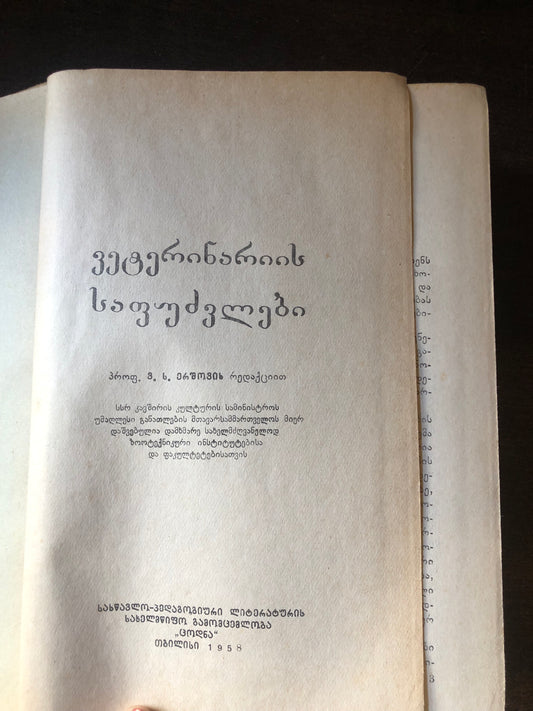 ვეტერინარიის
საფუძვლები
პროფ. ვ. ს. ერშოვის რედაქციით
სსრ კავშირის კულტურის სამინისტროს
უმაღლესი განათლების მთავარსამმართველოს მიერ
დაშვებულია დამხმარე სახელმძღვანელოდ
ზოოტექნიკური ინსტიტუტებისა
და ფაკულტეტებისათვის
სასწავლო-პედაგოგიური ლიტერატურის
სახელმწიფო გამომცემლობა
„ცოდნა“
თბილისი 1958